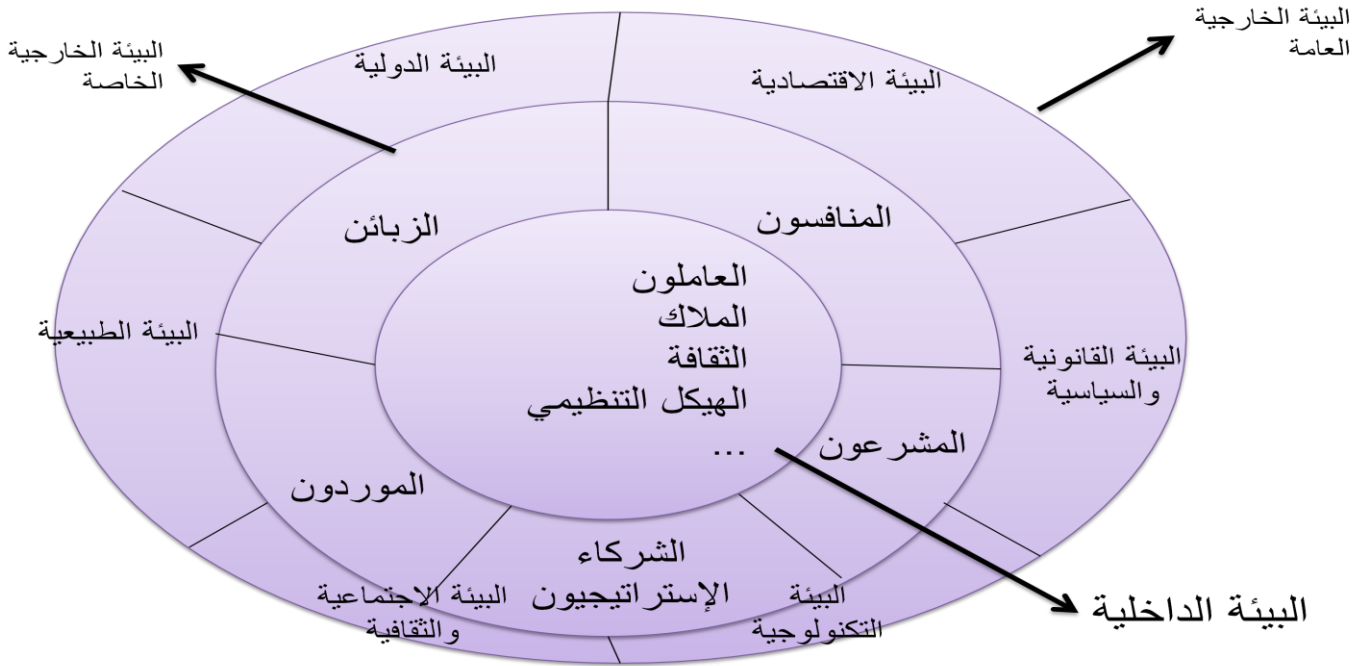 البيئة الخارجية
العامة
البيئة الخارجية
الخاصة
البيئة الدولية
البيئة الاقتصادية
المنافسون
الزبائن
العاملون
الملاك
الثقافة
الهيكل التنظيمي
...
البيئة الطبيعية
البيئة القانونية
والسياسية
المشرعون
الموردون
الشركاء
الإستراتيجيون
البيئة
التكنولوجية
البيئة الاجتماعية
والثقافية
البيئة الداخلية